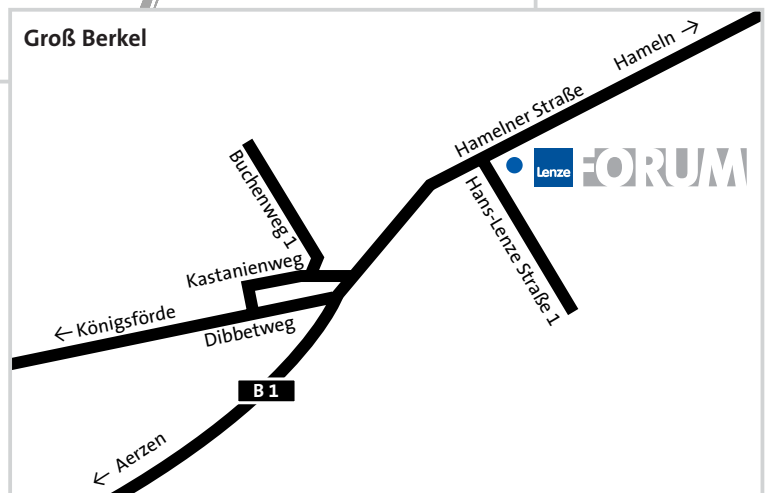 Groß Berkel
Hameln →
Hamelner Straße
Lenze FORUM
Buchenweg 1
Hans-Lenze Straße 1
Kastanienweg
← Königsförde
Dibbetweg
B 1
← Aerzen